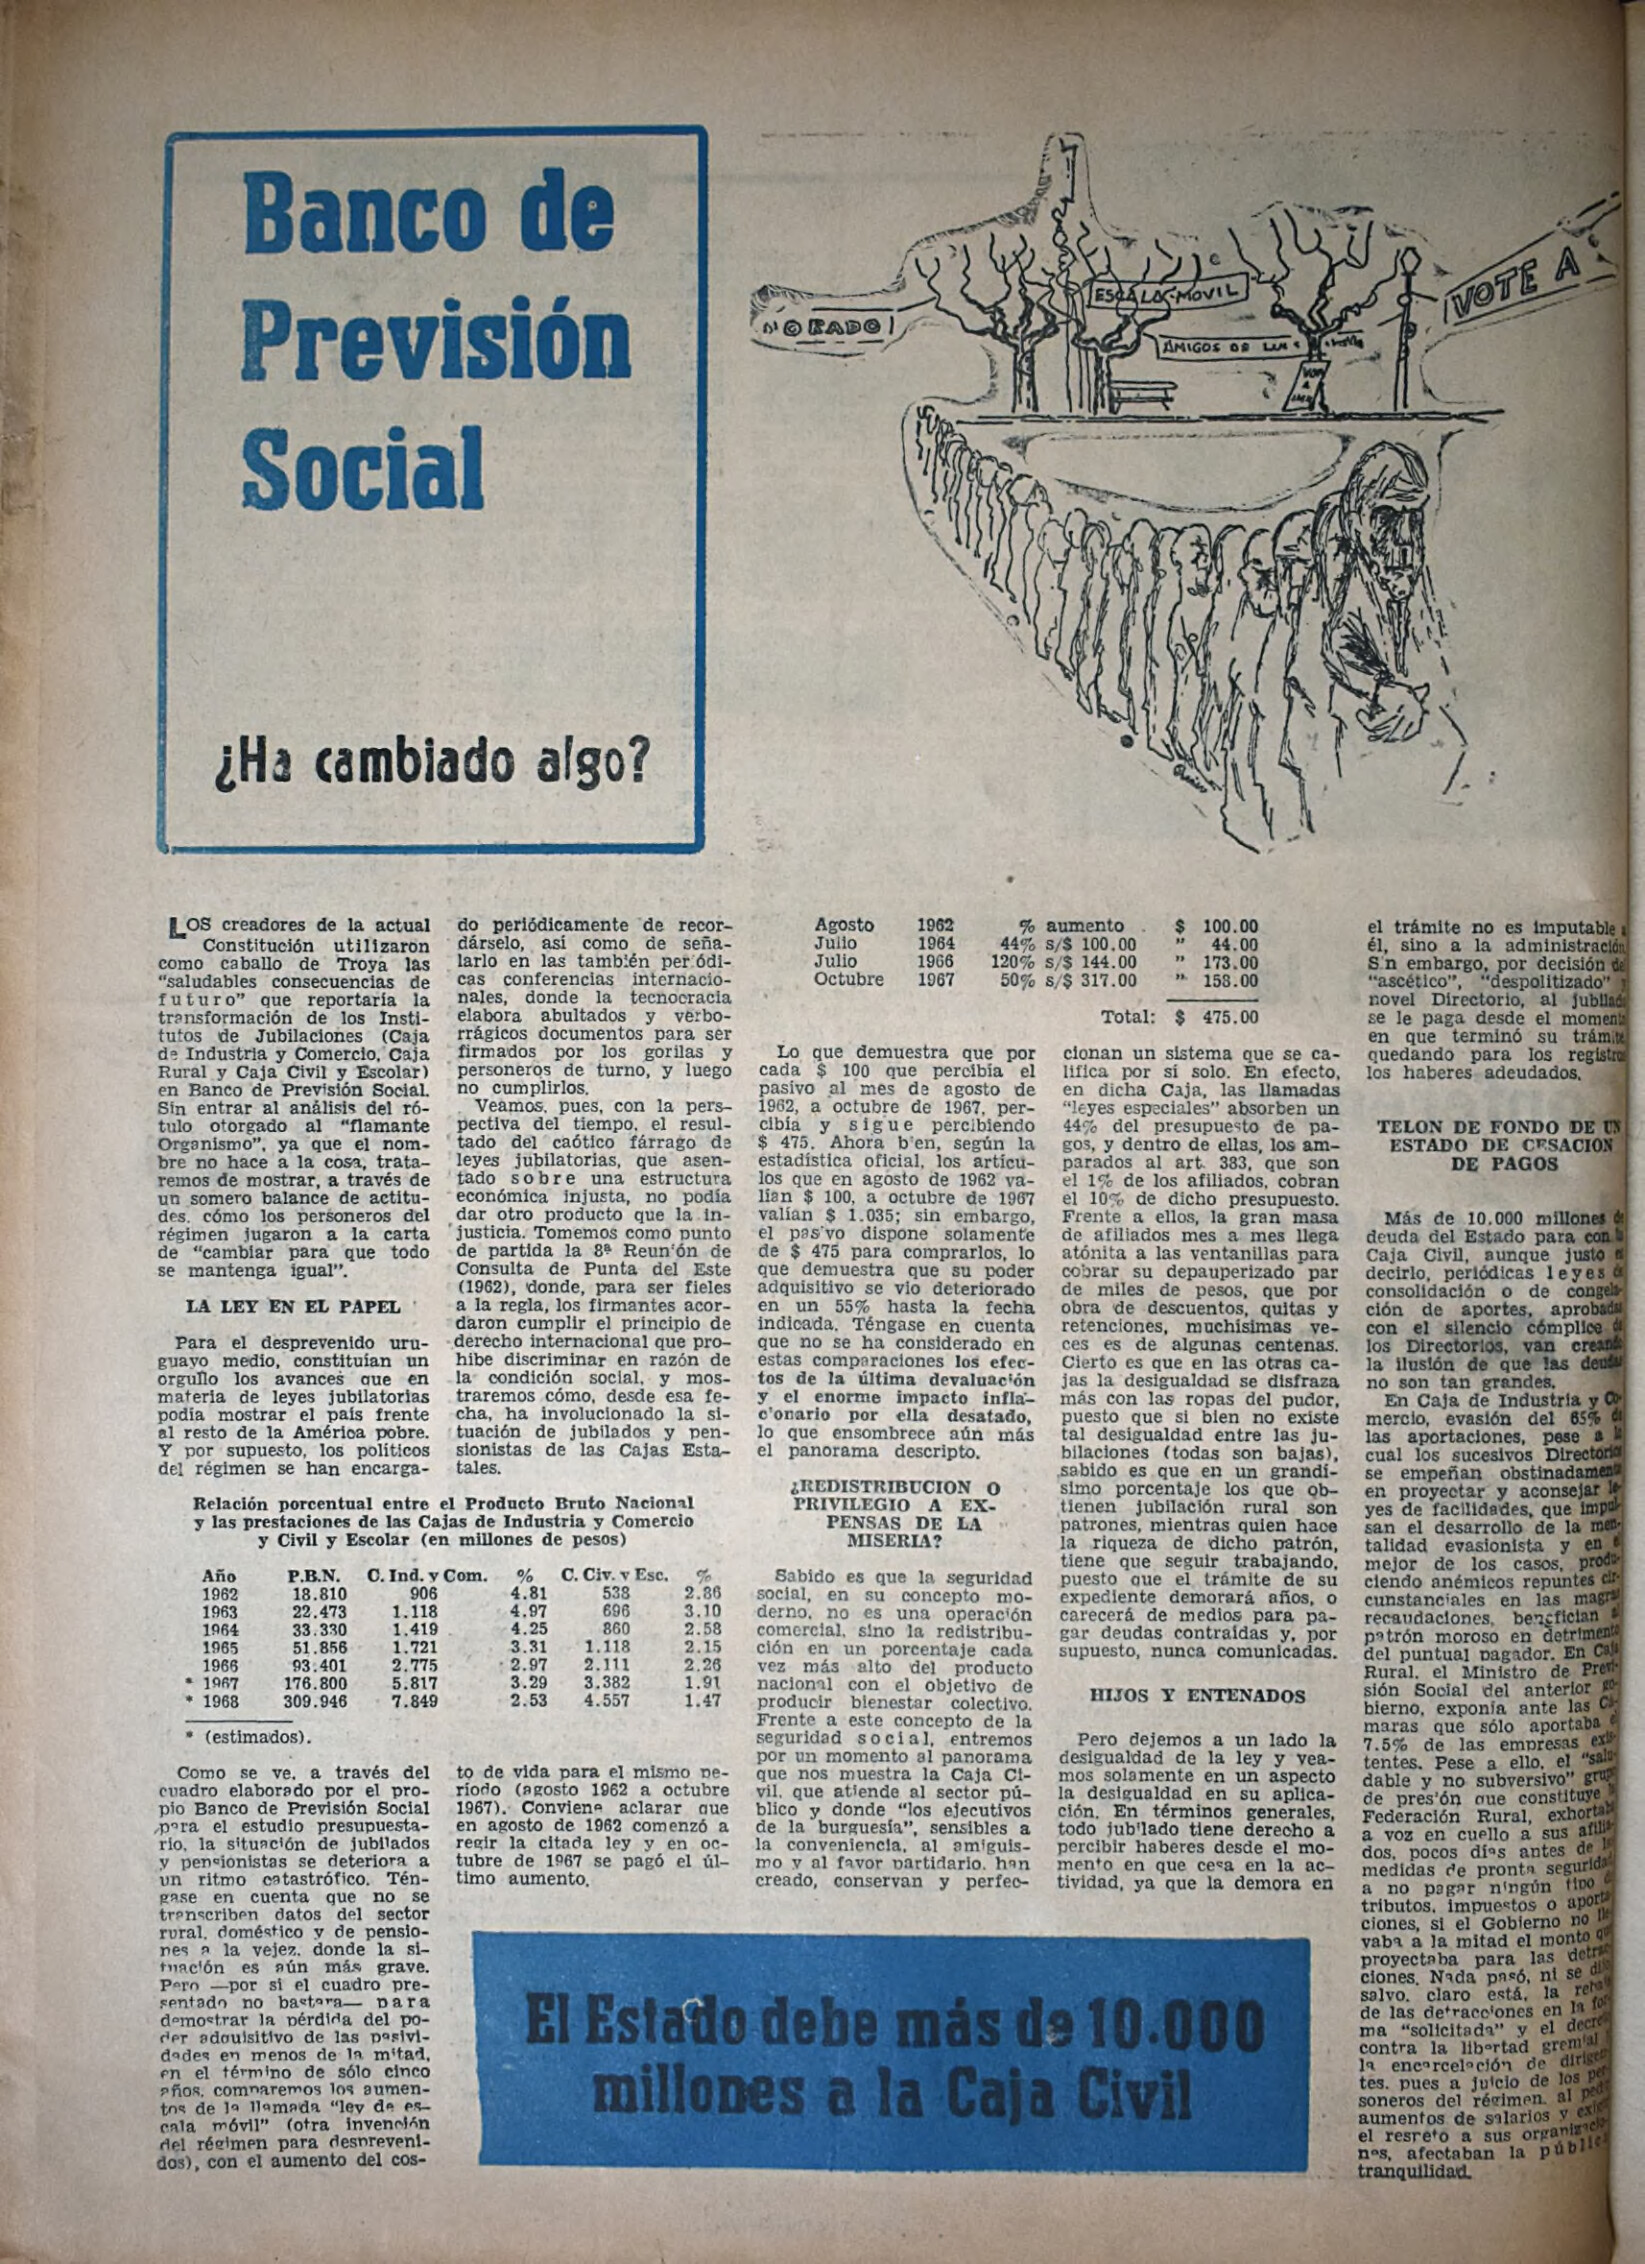 Banco de
Previsión
Social
¿Ha cambiado algo?
ESCALA MOVIL
AMIGOS DE
VOTE A
LOS creadores de la actual
Constitución utilizaron
como caballo de Troya las
"saludables consecuencias de
futuro" que reportaría la
transformación de los Insti-
tutos de Jubilaciones (Caja
de Industria y Comercio, Caja
Rural y Caja Civil y Escolar)
en Banco de Previsión Social.
Sin entrar al análisis del ró-
tulo otorgado al "flamante
Organismo", ya que el nom-
bre no hace a la cosa, trata-
remos de mostrar, a través de
un somero balance de actitu-
des, cómo los personeros del
régimen jugaron a la carta
de "cambiar para que todo
se mantenga igual".
LA LEY EN EL PAPEL
Para el desprevenido uru-
guayo medio, constituían un
orgullo los avances que en
materia de leyes jubilatorias
podía mostrar el país frente
al resto de la América pobre.
Y por supuesto, los políticos
del régimen se han encarga-
do periódicamente de recor-
dárselo, así como de seña-
larlo en las también periódi-
cas conferencias internacio-
nales, donde la tecnocracia
elabora abultados y verbo-
rrágicos documentos para ser
firmados por los gorilas y
personeros de turno, y luego
no cumplirlos.
Veamos, pues, con la pers-
pectiva del tiempo, el resul-
tado del caótico fárrago de
leyes jubilatorias, que asen-
tado sobre una estructura
económica injusta, no podía
dar otro producto que la in-
justicia. Tomemos como punto
de partida la 8ª Reunión de
Consulta de Punta del Este
(1962), donde, para ser fieles
a la regla, los firmantes acor-
daron cumplir el principio de
derecho internacional que pro-
hibe discriminar en razón de
la condición social, y mos-
traremos cómo, desde esa fe-
cha, ha involucionado la si-
tuación de jubilados y pen-
sionistas de las Cajas Esta-
tales.
Relación porcentual entre el Producto Bruto Nacional
y las prestaciones de las Cajas de Industria y Comercio
y Civil y Escolar (en millones de pesos)
Año P.B.N. C. Ind. y Com. % C. Civ. y Esc. %
1962 18.810 906 4.81 538 2.86
1963 22.473 1.118 4.97 696 3.10
1964 33.330 1.419 4.25 860 2.58
1965 51.856 1.721 3.31 1.118 2.15
1966 93.401 2.775 2.97 2.111 2.26
* 1967 176.800 5.817 3.29 3.382 1.91
* 1968 309.946 7.849 2.53 4.557 1.47
* (estimados).
Como se ve, a través del
cuadro elaborado por el pro-
pio Banco de Previsión Social
para el estudio presupuesta-
rio, la situación de jubilados
y pensionistas se deteriora a
un ritmo catastrófico. Tén-
gase en cuenta que no se
transcriben datos del sector
rural, doméstico y de pensio-
nes a la vejez, donde la si-
tuación es aún más grave.
Pero —por si el cuadro pre-
sentado no bastara— para
demostrar la pérdida del po-
der adquisitivo de las pasivi-
dades en menos de la mitad,
en el término de sólo cinco
años, comparemos los aumen-
tos de la llamada "ley de es-
cala móvil" (otra invención
del régimen para despreveni-
dos), con el aumento del cos-
to de vida para el mismo pe-
ríodo (agosto 1962 a octubre
1967). Conviene aclarar que
en agosto de 1962 comenzó a
regir la citada ley y en oc-
tubre de 1967 se pagó el úl-
timo aumento.
Agosto 1962 % aumento . $ 100.00
Julio 1964 44% s/$ 100.00 " 44.00
Julio 1966 120% s/$ 144.00 " 173.00
Octubre 1967 50% s/$ 317.00 " 158.00
Total: $ 475.00
Lo que demuestra que por
cada $ 100 que percibía el
pasivo al mes de agosto de
1962, a octubre de 1967, per-
cibía y sigue percibiendo
$ 475. Ahora bien, según la
estadística oficial, los artícu-
los que en agosto de 1962 va-
lían $ 100, a octubre de 1967
valían $ 1.035; sin embargo,
el pasivo dispone solamente
de $ 475 para comprarlos, lo
que demuestra que su poder
adquisitivo se vio deteriorado
en un 55% hasta la fecha
indicada. Téngase en cuenta
que no se ha considerado en
estas comparaciones los efec-
tos de la última devaluación
y el enorme impacto infla-
cionario por ella desatado,
lo que ensombrece aún más
el panorama descripto.
¿REDISTRIBUCION O
PRIVILEGIO A EX-
PENSAS DE LA
MISERIA?
Sabido es que la seguridad
social, en su concepto mo-
derno, no es una operación
comercial, sino la redistribu-
ción en un porcentaje cada
vez más alto del producto
nacional con el objetivo de
producir bienestar colectivo.
Frente a este concepto de la
seguridad social, entremos
por un momento al panorama
que nos muestra la Caja Ci-
vil, que atiende al sector pú-
blico y donde "los ejecutivos
de la burguesía", sensibles a
la conveniencia, al amiguis-
mo y al favor partidario, han
creado, conservan y perfec-
cionan un sistema que se ca-
lifica por sí solo. En efecto,
en dicha Caja, las llamadas
"leyes especiales" absorben un
44% del presupuesto de pa-
gos, y dentro de ellas, los am-
parados al art. 383, que son
el 1% de los afiliados, cobran
el 10% de dicho presupuesto.
Frente a ellos, la gran masa
de afiliados mes a mes llega
atónita a las ventanillas para
cobrar su depauperizado par
de miles de pesos, que por
obra de descuentos, quitas y
retenciones, muchísimas ve-
ces es de algunas centenas.
Cierto es que en las otras ca-
jas la desigualdad se disfraza
más con las ropas del pudor,
puesto que si bien no existe
tal desigualdad entre las ju-
bilaciones (todas son bajas),
sabido es que en un grandí-
simo porcentaje los que ob-
tienen jubilación rural son
patrones, mientras quien hace
la riqueza de dicho patrón,
tiene que seguir trabajando,
puesto que el trámite de su
expediente demorará años, o
carecerá de medios para pa-
gar deudas contraídas y, por
supuesto, nunca comunicadas.
HIJOS Y ENTENADOS
Pero dejemos a un lado la
desigualdad de la ley y vea-
mos solamente en un aspecto
la desigualdad en su aplica-
ción. En términos generales,
todo jubilado tiene derecho a
percibir haberes desde el mo-
mento en que cesa en la ac-
tividad, ya que la demora en
el trámite no es imputable a
él, sino a la administración
Sin embargo, por decisión de
"ascético", "despolitizado" y
novel Directorio, al jubilado
se le paga desde el momento
en que terminó su trámite
quedando para los registros
los haberes adeudados.
TELON DE FONDO DE UN
ESTADO DE CESACION
DE PAGOS
Más de 10.000 millones de
deuda del Estado para con la
Caja Civil, aunque justo es
decirlo, periódicas leyes de
consolidación o de congela-
ción de aportes, aprobadas
con el silencio cómplice de
los Directorios, van creando
la ilusión de que las deudas
no son tan grandes.
En Caja de Industria y Co-
mercio, evasión del 65% de
las aportaciones, pese a lo
cual los sucesivos Directorios
se empeñan obstinadamente
en proyectar y aconsejar le-
yes de facilidades, que impul-
san el desarrollo de la men-
talidad evasionista y en el
mejor de los casos, produ-
ciendo anémicos repuntes cir-
cunstanciales en las magras
recaudaciones, benefician al
patrón moroso en detrimento
del puntual pagador. En Caja
Rural, el Ministro de Previ-
sión Social del anterior go-
bierno, exponía ante las Cá-
maras que sólo aportaba el
7.5% de las empresas exis-
tentes. Pese a ello, el "salu-
dable y no subversivo" grupo
de presión que constituye la
Federación Rural, exhortaba
a voz en cuello a sus afilia-
dos, pocos días antes de las
medidas de pronta seguridad
a no pagar ningún tipo de
tributos, impuestos o aporta-
ciones, si el Gobierno no lle-
vaba a la mitad el monto que
proyectaba para las detrac-
ciones. Nada pasó, ni se dijo
salvo, claro está, la rebaja
de las detracciones en la for-
ma "solicitada" y el decreto
contra la libertad gremial y
la encarcelación de dirigen-
tes, pues a juicio de los per-
soneros del régimen, al pedir
aumentos de salarios y exigir
el respeto a sus organizacio-
nes, afectaban la pública
tranquilidad.
El Estado debe más de 10.000
millones a la Caja Civil